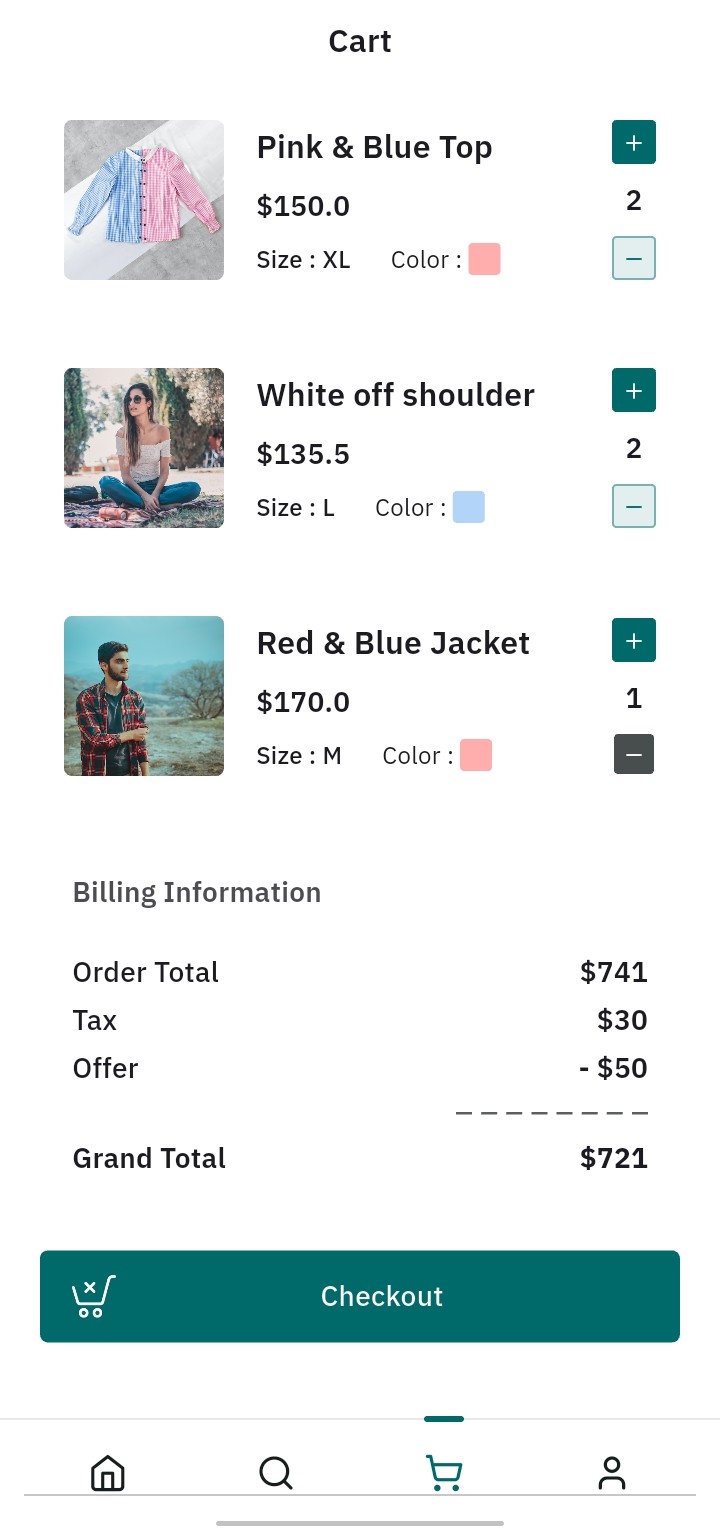 Cart
Pink & Blue Top
$150.0
Size : XL Color :
2
White off shoulder
$135.5
Size : L Color :
2
Red & Blue Jacket
$170.0
Size : M Color :
1
Billing Information
Order Total $741
Tax $30
Offer - $50
Grand Total $721
Checkout